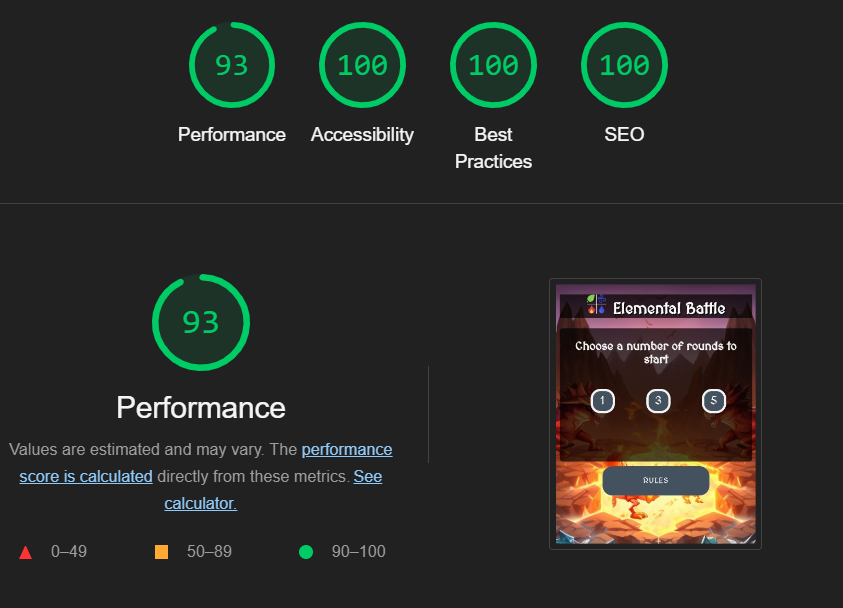 93
100
100
100
Performance
Accessibility
Best
Practices
SEO
93
Performance
Values are estimated and may vary. The performance
score is calculated directly from these metrics. See
calculator.
0–49
50–89
90–100
Elemental Battle
Choose a number of rounds to
start
1
3
5
RULES